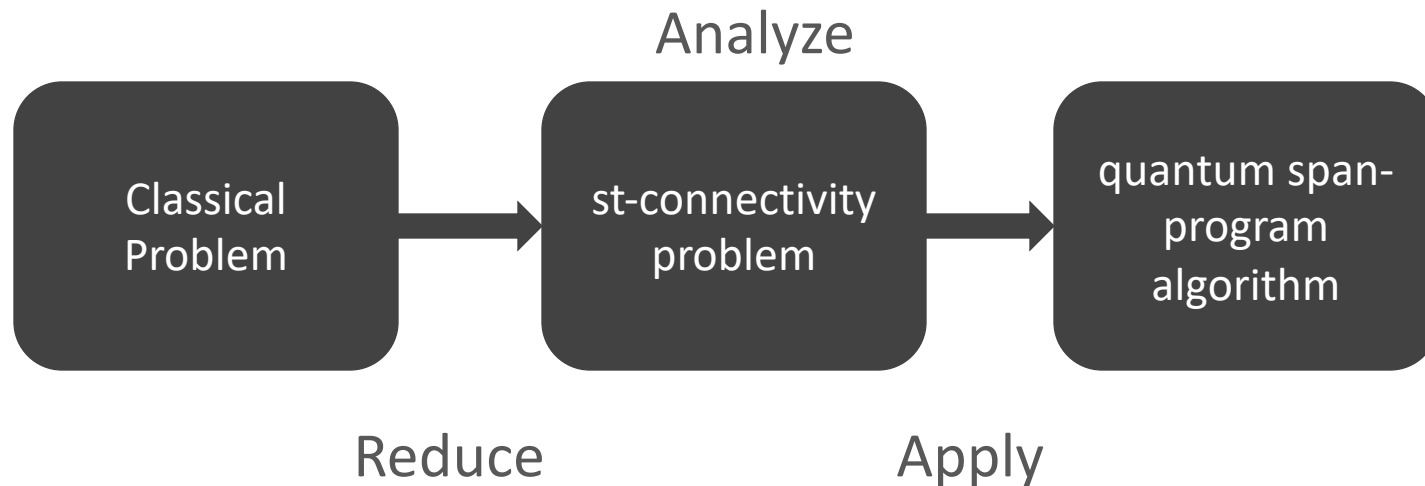 Analyze
Classical
Problem
st-connectivity
problem
quantum span-
program
algorithm
Reduce
Apply